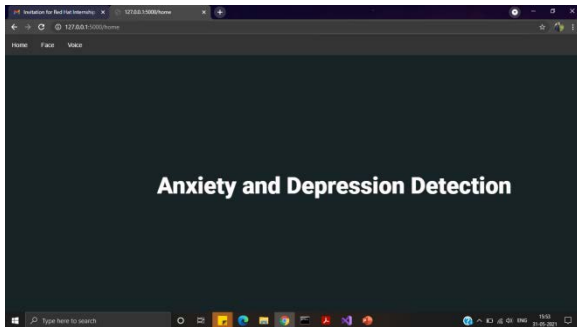 Invitation for Red Hat Internship
127.0.0.1:5000/home
127.0.0.1:5000/home
Home Face Voice
Anxiety and Depression Detection
Type here to search
ENG
15:53
31-05-2021